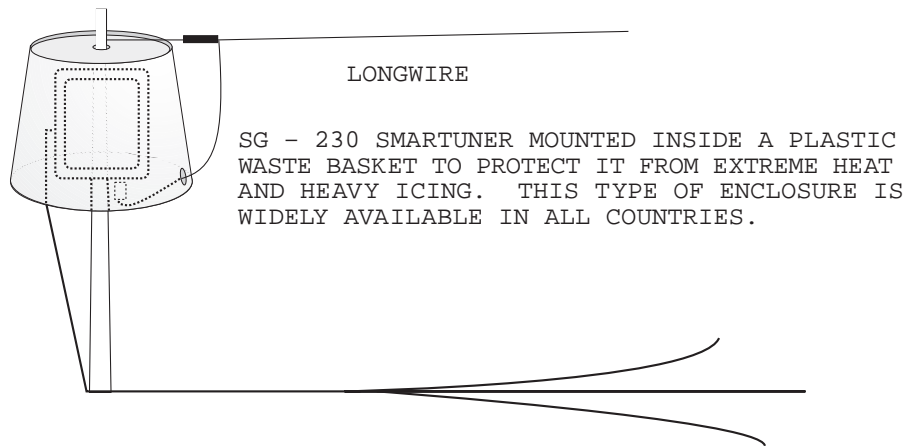 LONGWIRE
SG – 230 SMARTUNER MOUNTED INSIDE A PLASTIC
WASTE BASKET TO PROTECT IT FROM EXTREME HEAT
AND HEAVY ICING.  THIS TYPE OF ENCLOSURE IS
WIDELY AVAILABLE IN ALL COUNTRIES.